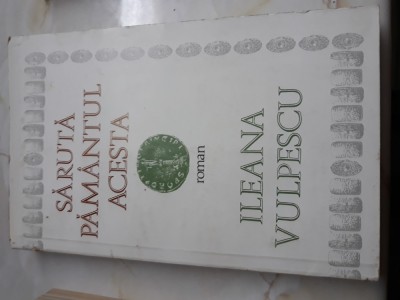 SĂRUTĂ
PĂMÂNTUL
ACESTA
roman
ILEANA
VULPESCU